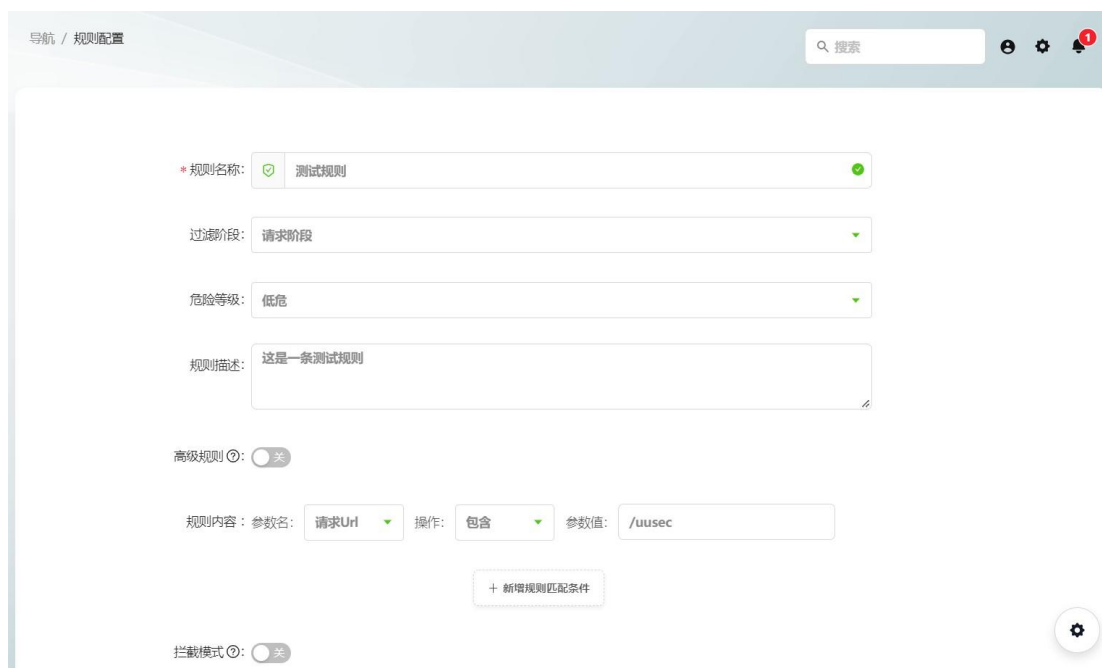 导航 / 规则配置
搜索
1
* 规则名称: 测试规则
过滤阶段: 请求阶段
危险等级: 低危
规则描述: 这是一条测试规则
高级规则 ? : 关
规则内容 : 参数名: 请求Url 操作: 包含 参数值: /uusec
+ 新增规则匹配条件
拦截模式 ? : 关